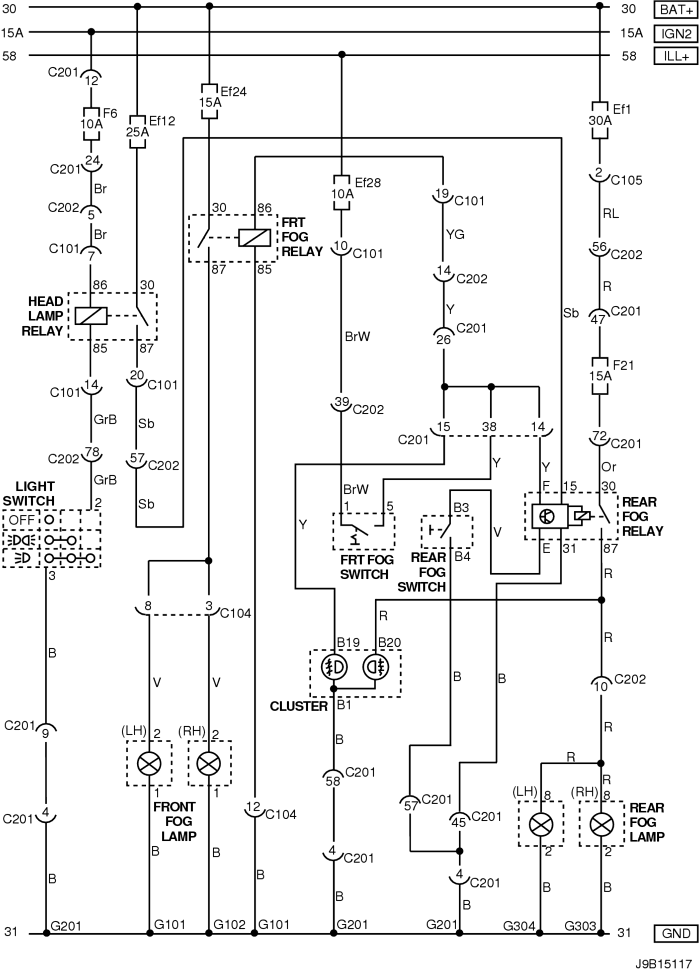 30 30 BAT+
15A 15A IGN2
58 58 ILL+
C201 12
F6 10A
Ef12 25A
Ef24 15A
Ef1 30A
24 C201
Br
C202 5
Br
C101 7
Ef28 10A
19 C101
2 C105
RL
30 86
FRT FOG RELAY
87 85
10 C101
YG
14 C202
56 C202
R
86 30
HEAD LAMP RELAY
85 87
BrW
Y
26 C201
Sb
47 C201
F21 15A
14 C101
20 C101
GrB
Sb
39 C202
C201 15 38 14
72 C201
C202 78
57 C202
Y Y Or
GrB
Sb
BrW
LIGHT SWITCH
2
OFF
3
1 5
FRT FOG SWITCH
Y
B3
B4
REAR FOG SWITCH
V
F 15 30
REAR FOG RELAY
E 31 87
R
8 3 C104
R
R
B
V V
B19 B20
CLUSTER
B1
B
B
10 C202
R
C201 9
(LH) 2
(RH) 2
1 1
FRONT FOG LAMP
B
58 C201
R
R
57 C201
45 C201
(LH) 8
(RH) 8
REAR FOG LAMP
2 2
C201 4
12 C104
B B
B
4 C201
4 C201
B
B
B
B B
31 G201 G101 G102 G101 G201 G201 G304 G303 31 GND
J9B15117